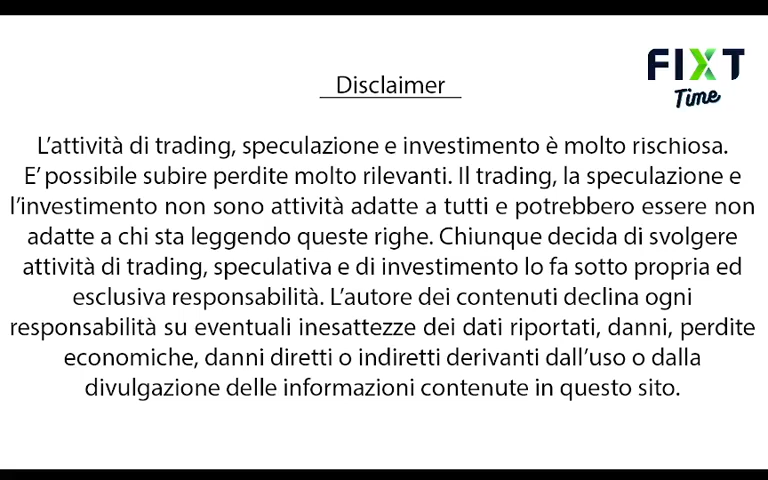 FIXT
Time
Disclaimer
L’attività di trading, speculazione e investimento è molto rischiosa.
E’ possibile subire perdite molto rilevanti. Il trading, la speculazione e
l’investimento non sono attività adatte a tutti e potrebbero essere non
adatte a chi sta leggendo queste righe. Chiunque decida di svolgere
attività di trading, speculativa e di investimento lo fa sotto propria ed
esclusiva responsabilità. L’autore dei contenuti declina ogni
responsabilità su eventuali inesattezze dei dati riportati, danni, perdite
economiche, danni diretti o indiretti derivanti dall’uso o dalla
divulgazione delle informazioni contenute in questo sito.